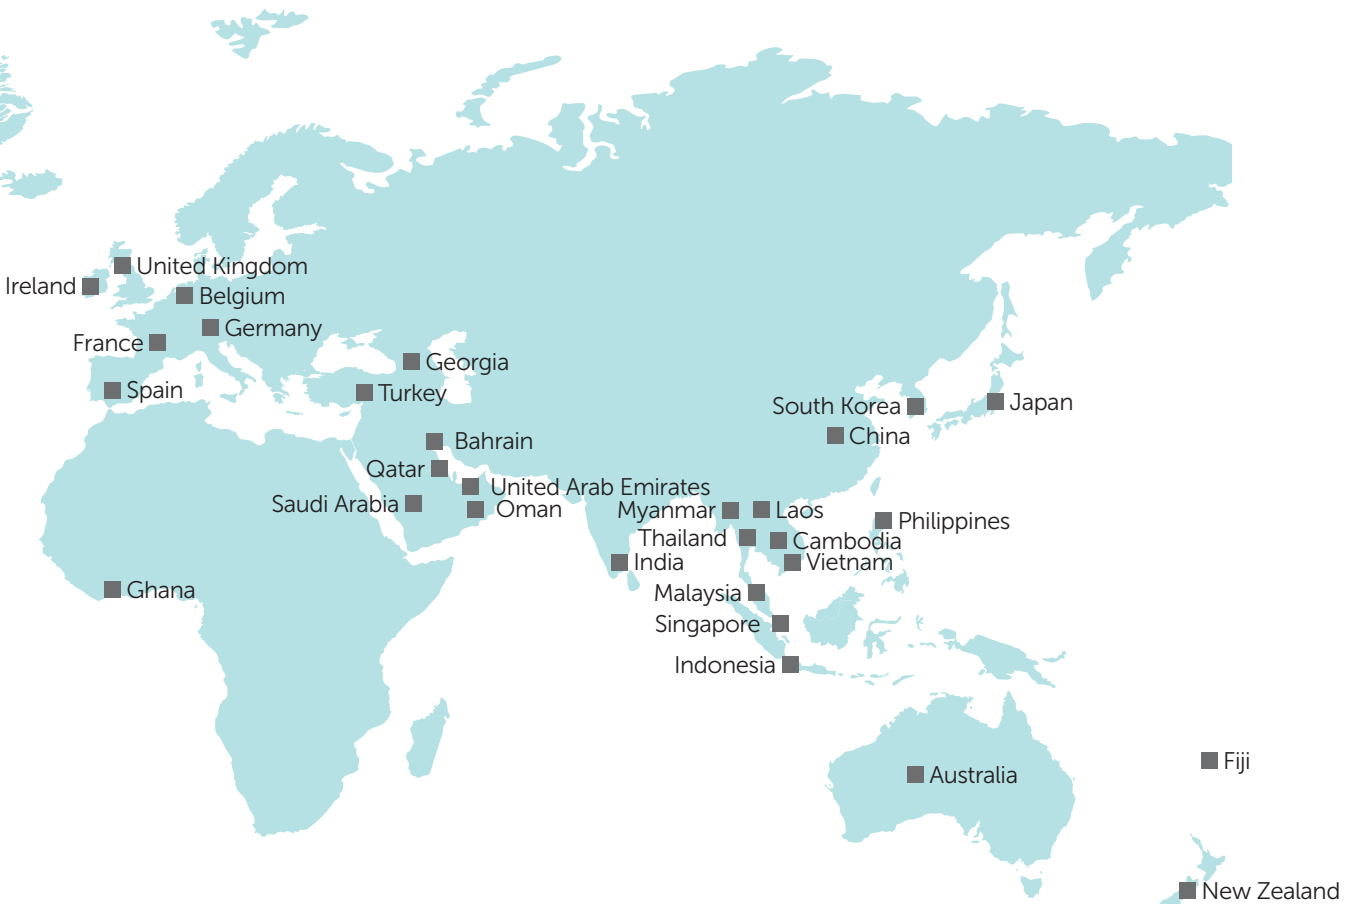 United Kingdom
Ireland
Belgium
Germany
France
Georgia
Spain
Turkey
Japan
South Korea
China
Bahrain
Qatar
United Arab Emirates
Saudi Arabia
Oman
Myanmar
Laos
Philippines
Thailand
Cambodia
India
Vietnam
Ghana
Malaysia
Singapore
Indonesia
Fiji
Australia
New Zealand